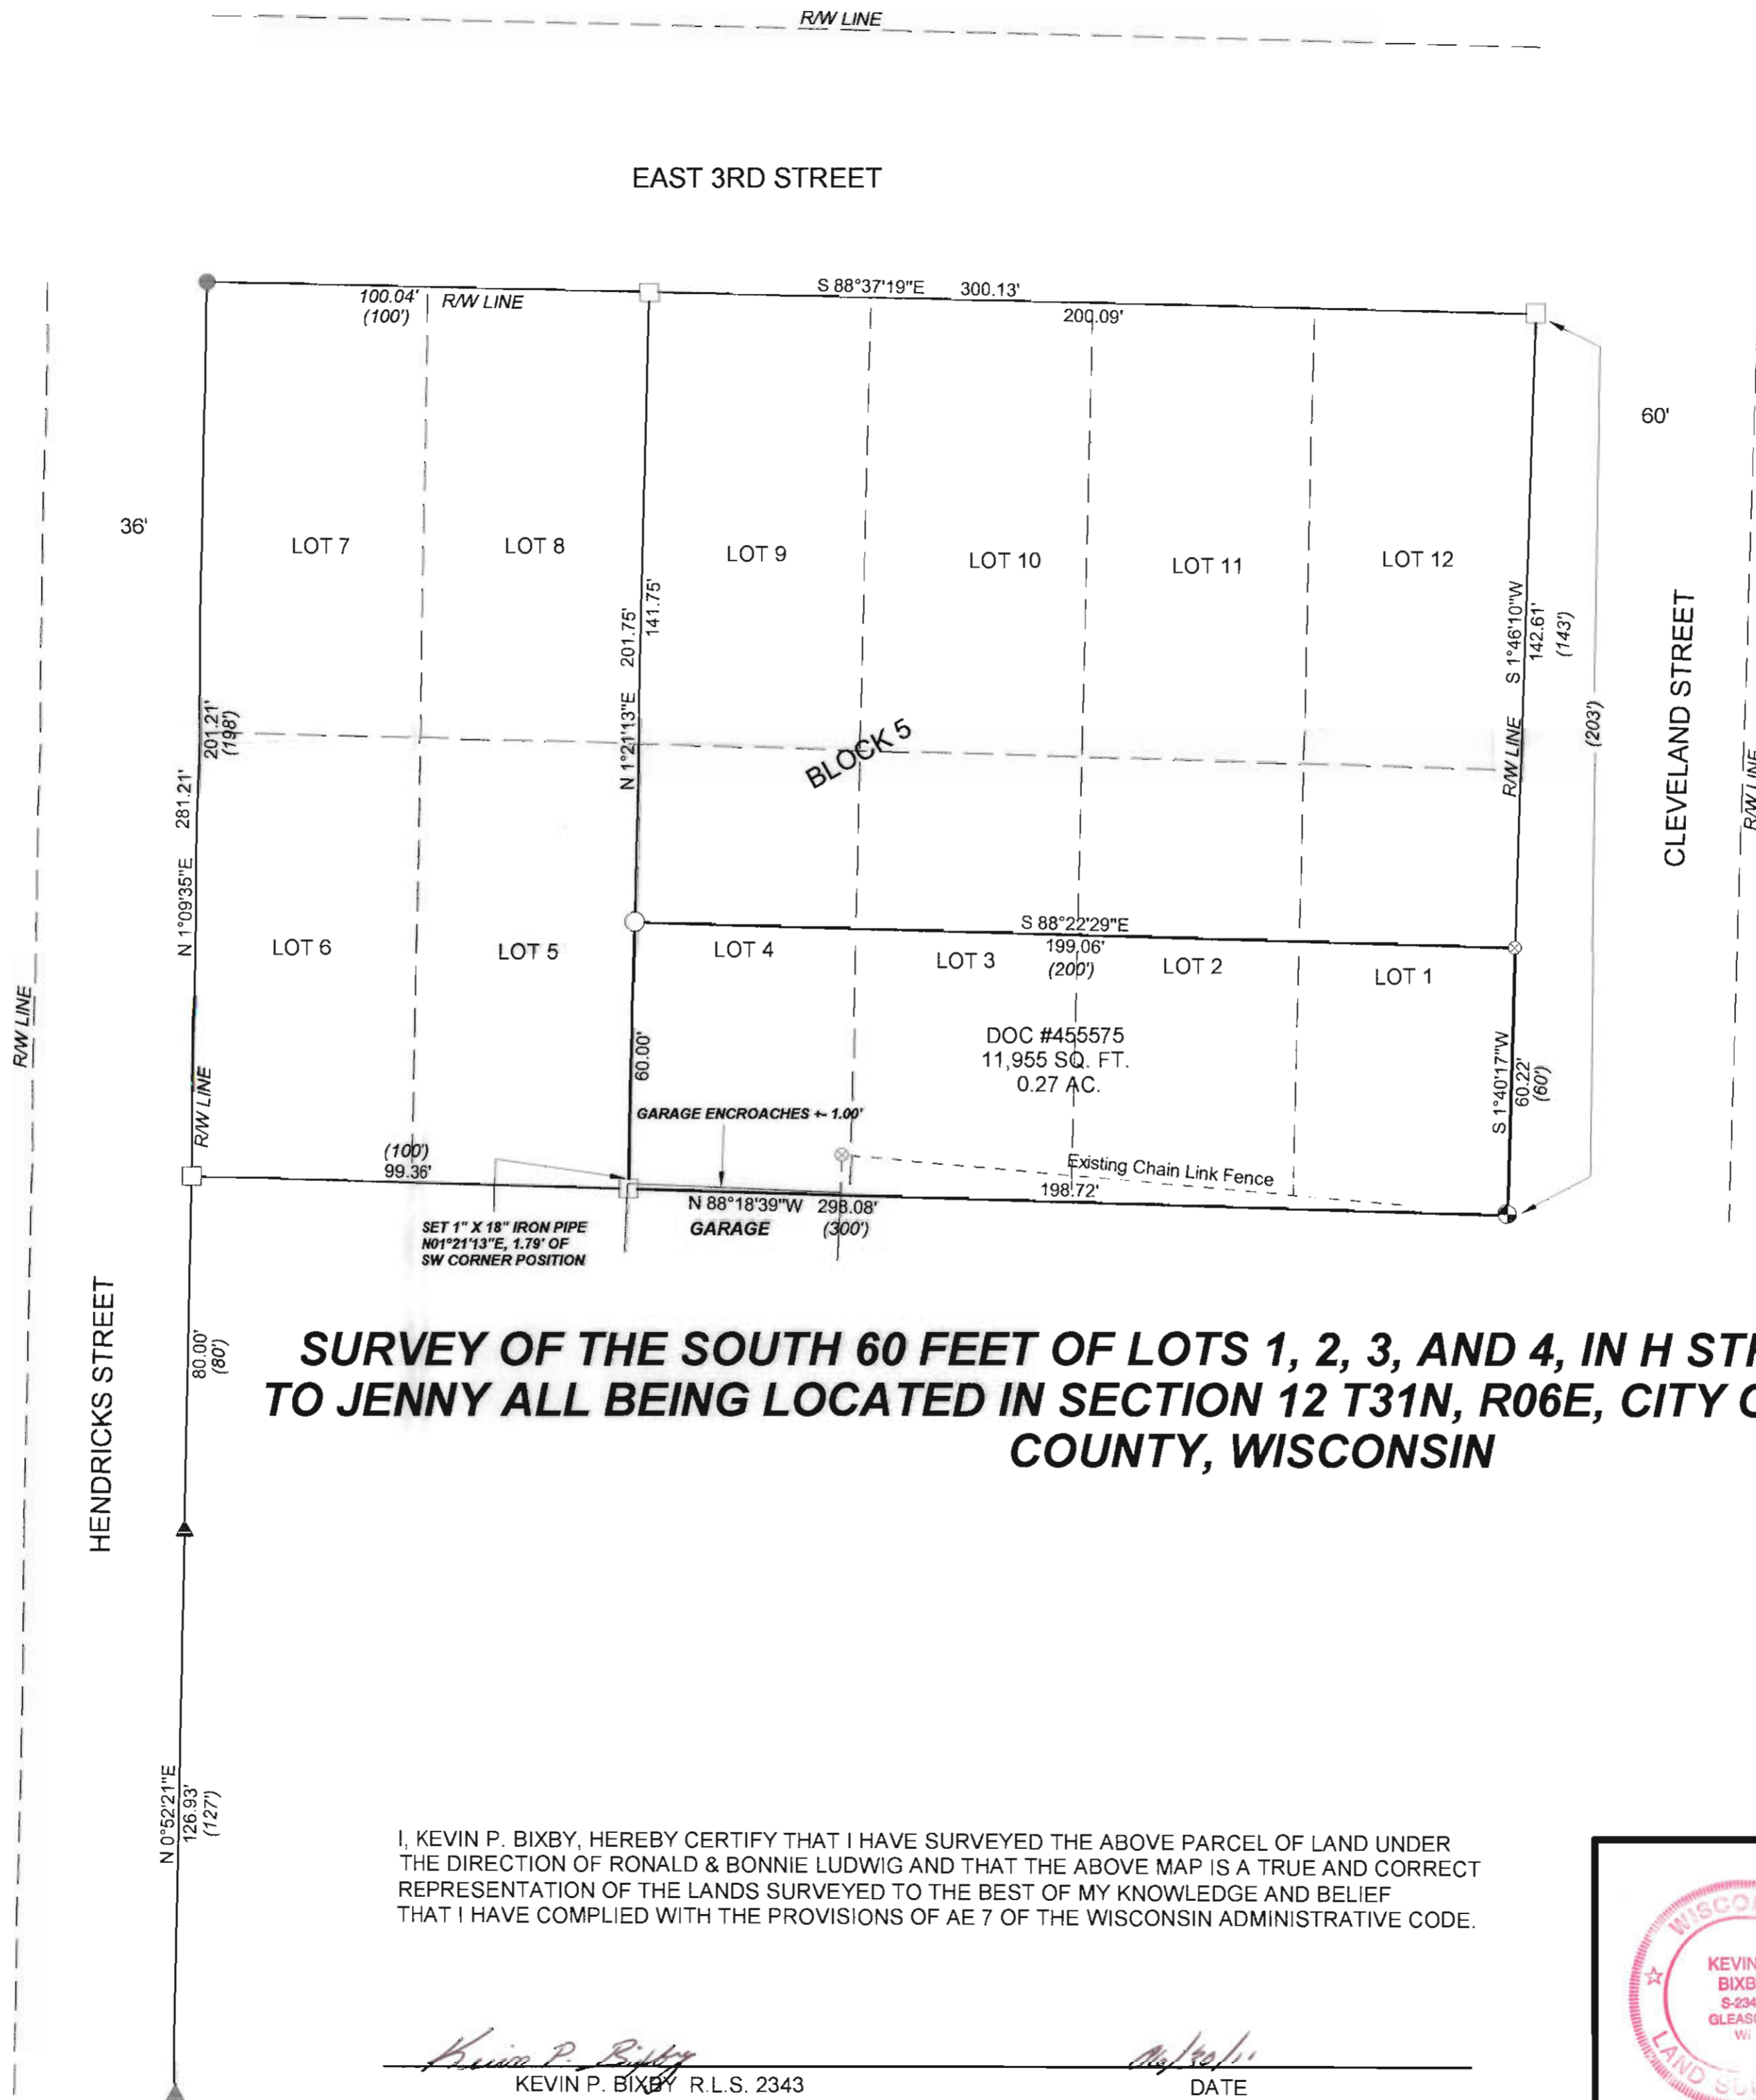 R/W LINE
EAST 3RD STREET
S 88°37'19"E 300.13'
100.04' R/W LINE
(100')
200.09'
60'
36'
LOT 7
LOT 8
LOT 9
LOT 10
LOT 11
LOT 12
N 1°21'13"E 201.75'
141.75'
R/W LINE S 1°46'10"W
142.61'
(143')
(203')
CLEVELAND STREET
R/W LINE
201.21'
(198')
N 1°09'35"E 281.21'
BLOCK 5
S 88°22'29"E
199.06'
(200')
LOT 6
LOT 5
LOT 4
LOT 3
LOT 2
LOT 1
R/W LINE
R/W LINE
60.00'
DOC #455575
11,955 SQ. FT.
0.27 AC.
S 1°40'17"W
60.22'
(60')
GARAGE ENCROACHES +- 1.00'
(100')
99.36'
Existing Chain Link Fence
198.72'
N 88°18'39"W 298.08'
GARAGE (300')
SET 1" X 18" IRON PIPE
N01°21'13"E, 1.79' OF
SW CORNER POSITION
HENDRICKS STREET
80.00'
(80')
SURVEY OF THE SOUTH 60 FEET OF LOTS 1, 2, 3, AND 4, IN H
TO JENNY ALL BEING LOCATED IN SECTION 12 T31N, R06E, CITY
COUNTY, WISCONSIN
N 0°52'21"E
126.93'
(127')
I, KEVIN P. BIXBY, HEREBY CERTIFY THAT I HAVE SURVEYED THE ABOVE PARCEL OF LAND UNDER
THE DIRECTION OF RONALD & BONNIE LUDWIG AND THAT THE ABOVE MAP IS A TRUE AND CORRECT
REPRESENTATION OF THE LANDS SURVEYED TO THE BEST OF MY KNOWLEDGE AND BELIEF
THAT I HAVE COMPLIED WITH THE PROVISIONS OF AE 7 OF THE WISCONSIN ADMINISTRATIVE CODE.
Kevin P. Bixby
06/30/11
KEVIN P. BIXBY R.L.S. 2343
DATE
KEVIN
BIXB
S-234
GLEAS
WI
LAND